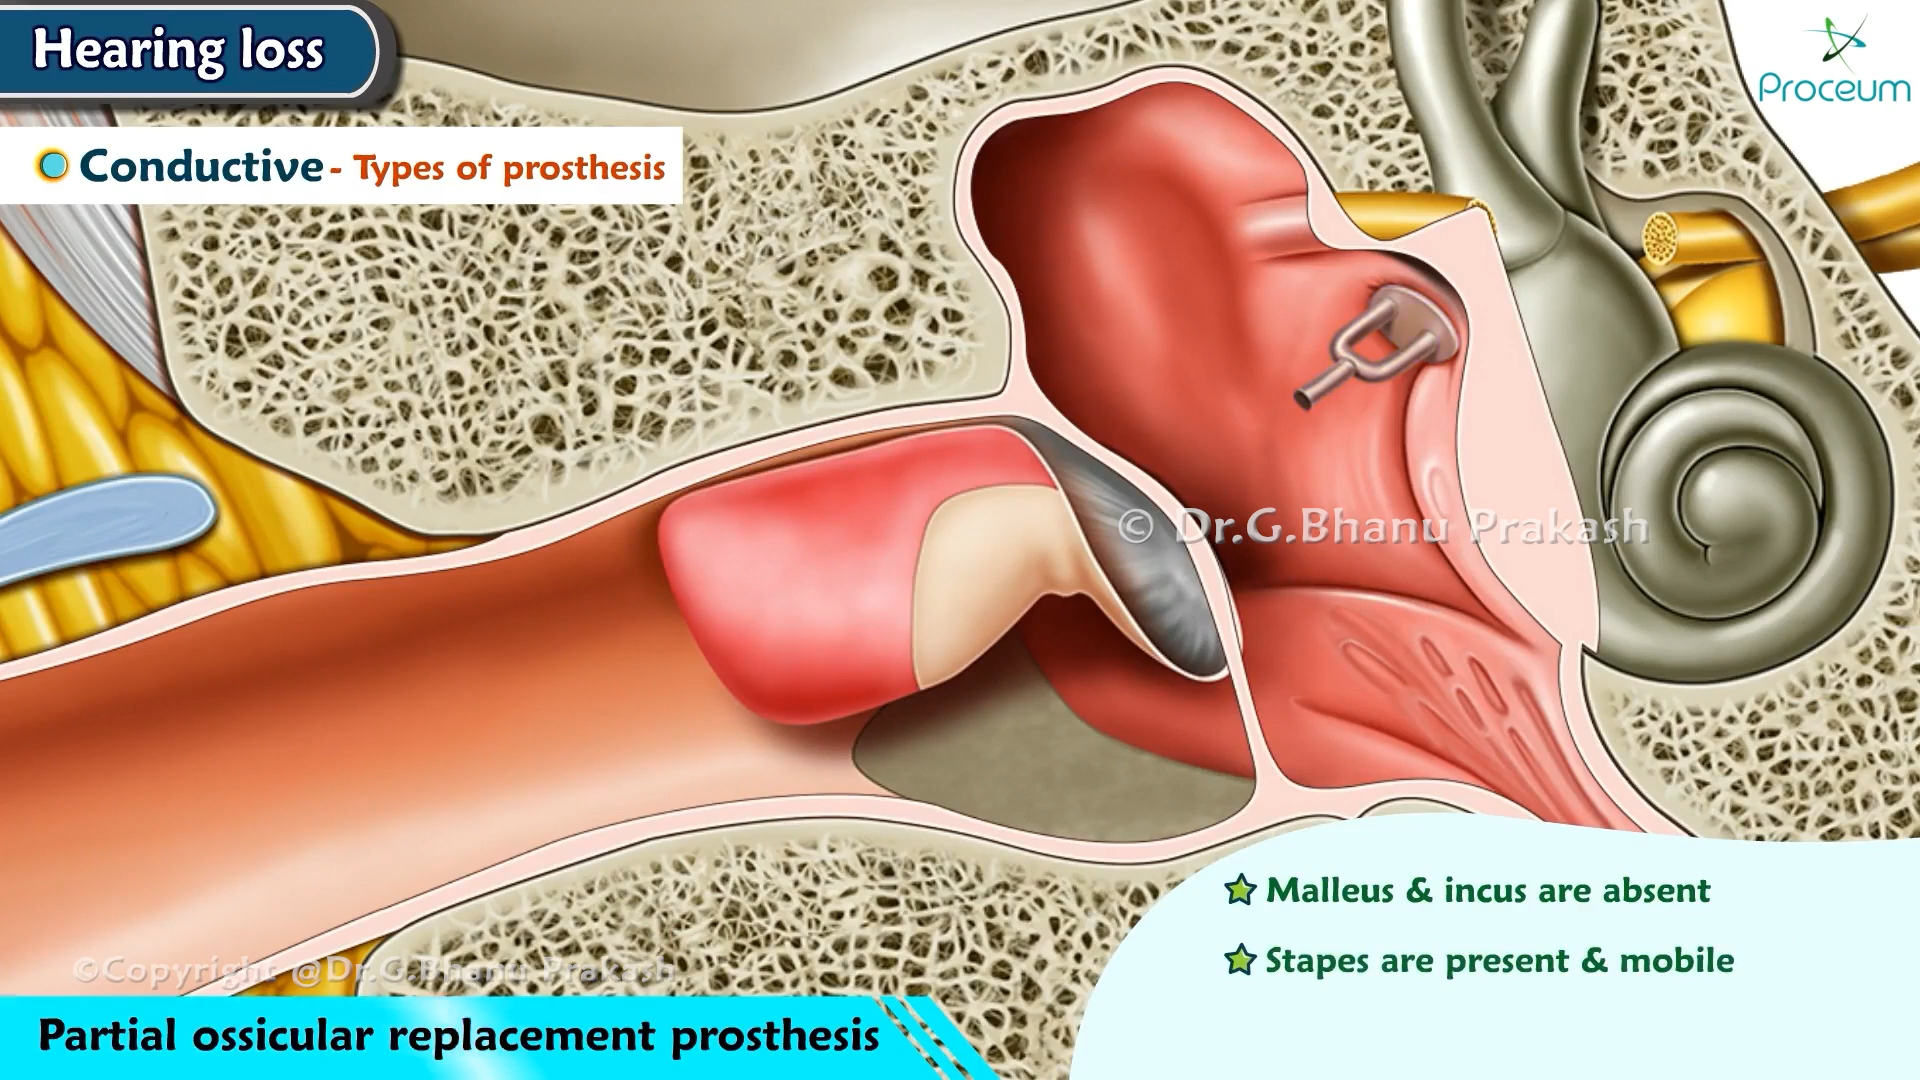 Hearing loss
Proceum
Conductive - Types of prosthesis
© Dr.G.Bhanu Prakash
Malleus & incus are absent
Stapes are present & mobile
©Copyright @Dr.G.Bhanu Prakash
Partial ossicular replacement prosthesis